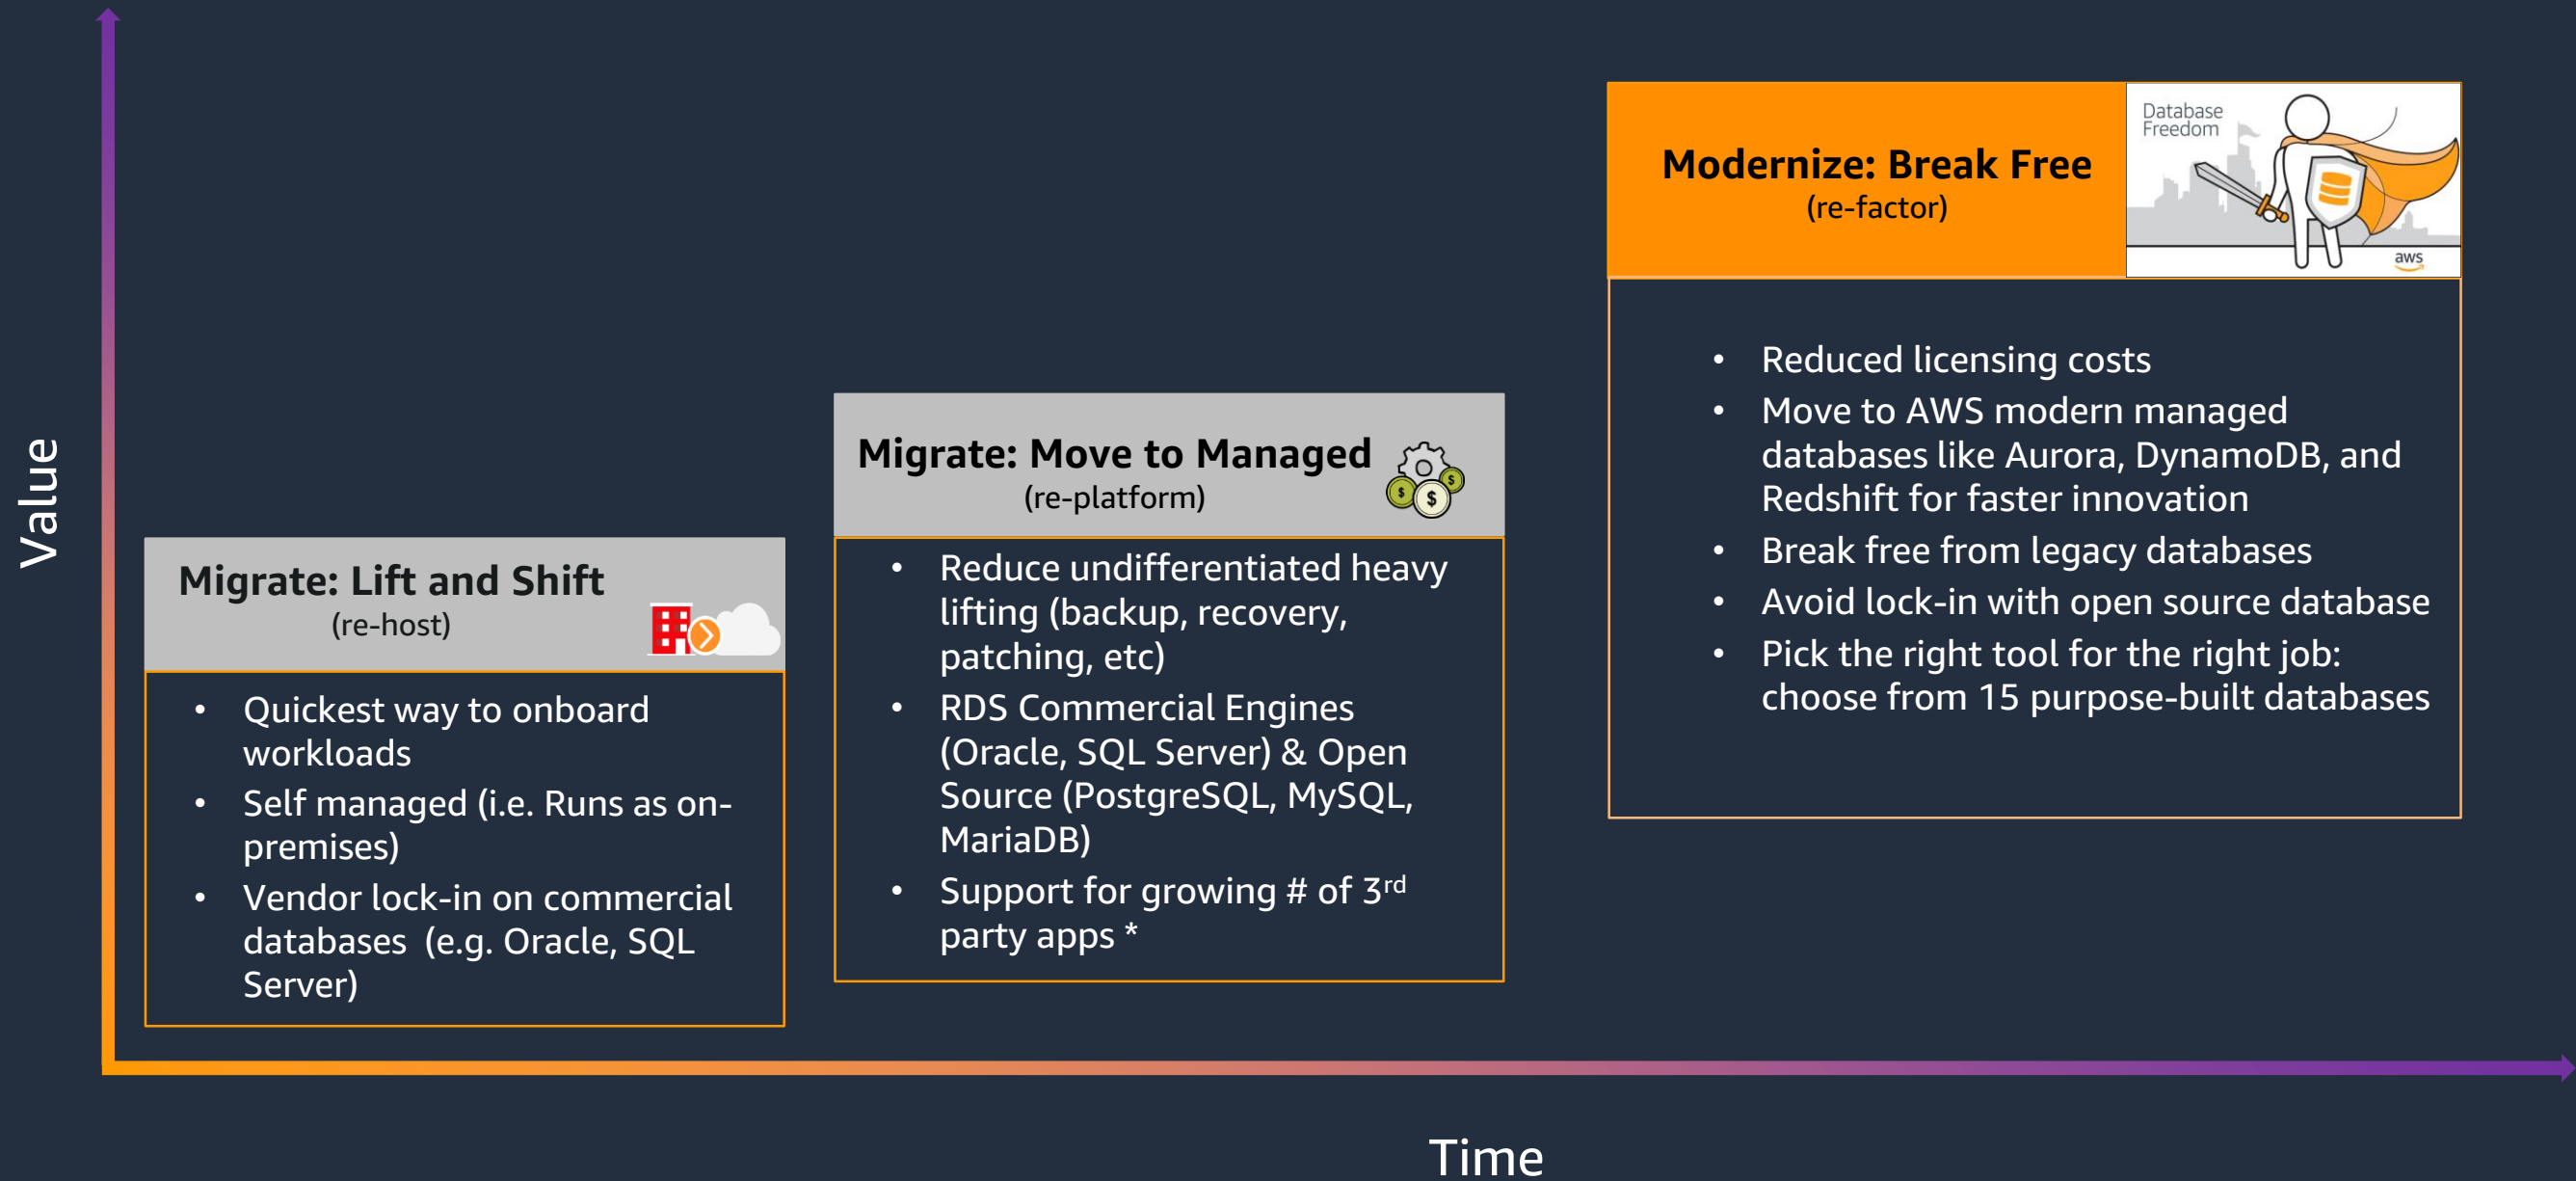 Value
Migrate: Lift and Shift
(re-host)
• Quickest way to onboard
workloads
• Self managed (i.e. Runs as on-
premises)
• Vendor lock-in on commercial
databases (e.g. Oracle, SQL
Server)
Migrate: Move to Managed
(re-platform)
$ $ $
• Reduce undifferentiated heavy
lifting (backup, recovery,
patching, etc)
• RDS Commercial Engines
(Oracle, SQL Server) & Open
Source (PostgreSQL, MySQL,
MariaDB)
• Support for growing # of 3rd
party apps *
Modernize: Break Free
(re-factor)
Database
Freedom
aws
• Reduced licensing costs
• Move to AWS modern managed
databases like Aurora, DynamoDB, and
Redshift for faster innovation
• Break free from legacy databases
• Avoid lock-in with open source database
• Pick the right tool for the right job:
choose from 15 purpose-built databases
Time